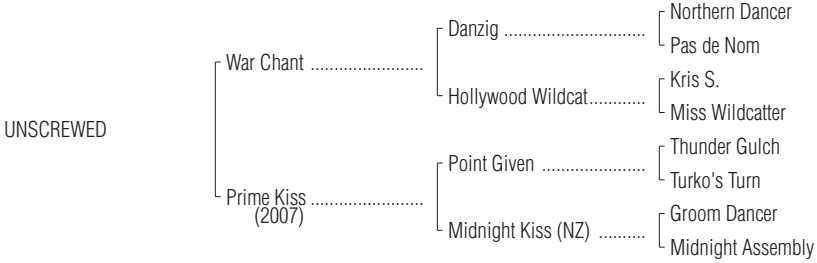 Northern Dancer
Danzig ..............................
Pas de Nom
War Chant ........................
Kris S.
Hollywood Wildcat............
Miss Wildcatter
UNSCREWED
Thunder Gulch
Point Given ......................
Turko's Turn
Prime Kiss ........................
(2007)
Groom Dancer
Midnight Kiss (NZ) ..........
Midnight Assembly